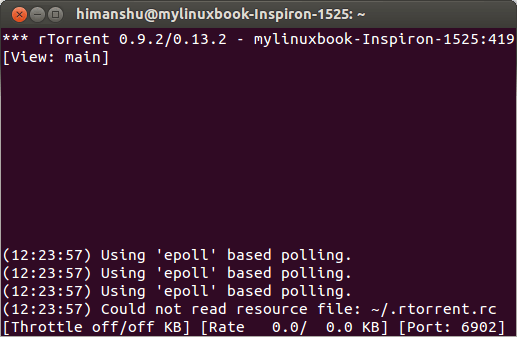 himanshu@mylinuxbook-Inspiron-1525: ~
*** rTorrent 0.9.2/0.13.2 - mylinuxbook-Inspiron-1525:419
[View: main]
(12:23:57) Using 'epoll' based polling.
(12:23:57) Using 'epoll' based polling.
(12:23:57) Using 'epoll' based polling.
(12:23:57) Could not read resource file: ~/.rtorrent.rc
[Throttle off/off KB] [Rate   0.0/  0.0 KB] [Port: 6902]